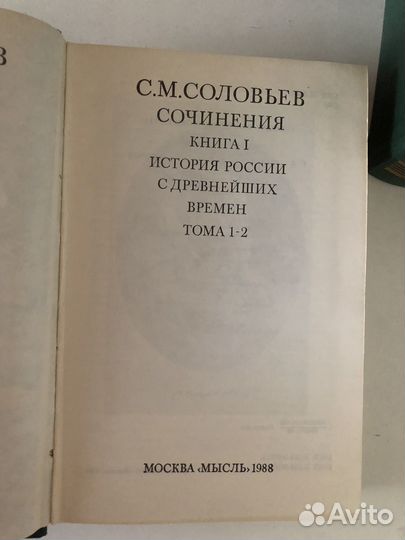 С.М.СОЛОВЬЕВ
СОЧИНЕНИЯ
КНИГА I
ИСТОРИЯ РОССИИ
С ДРЕВНЕЙШИХ
ВРЕМЕН
ТОМА 1-2
МОСКВА «МЫСЛЬ» 1988
Avito